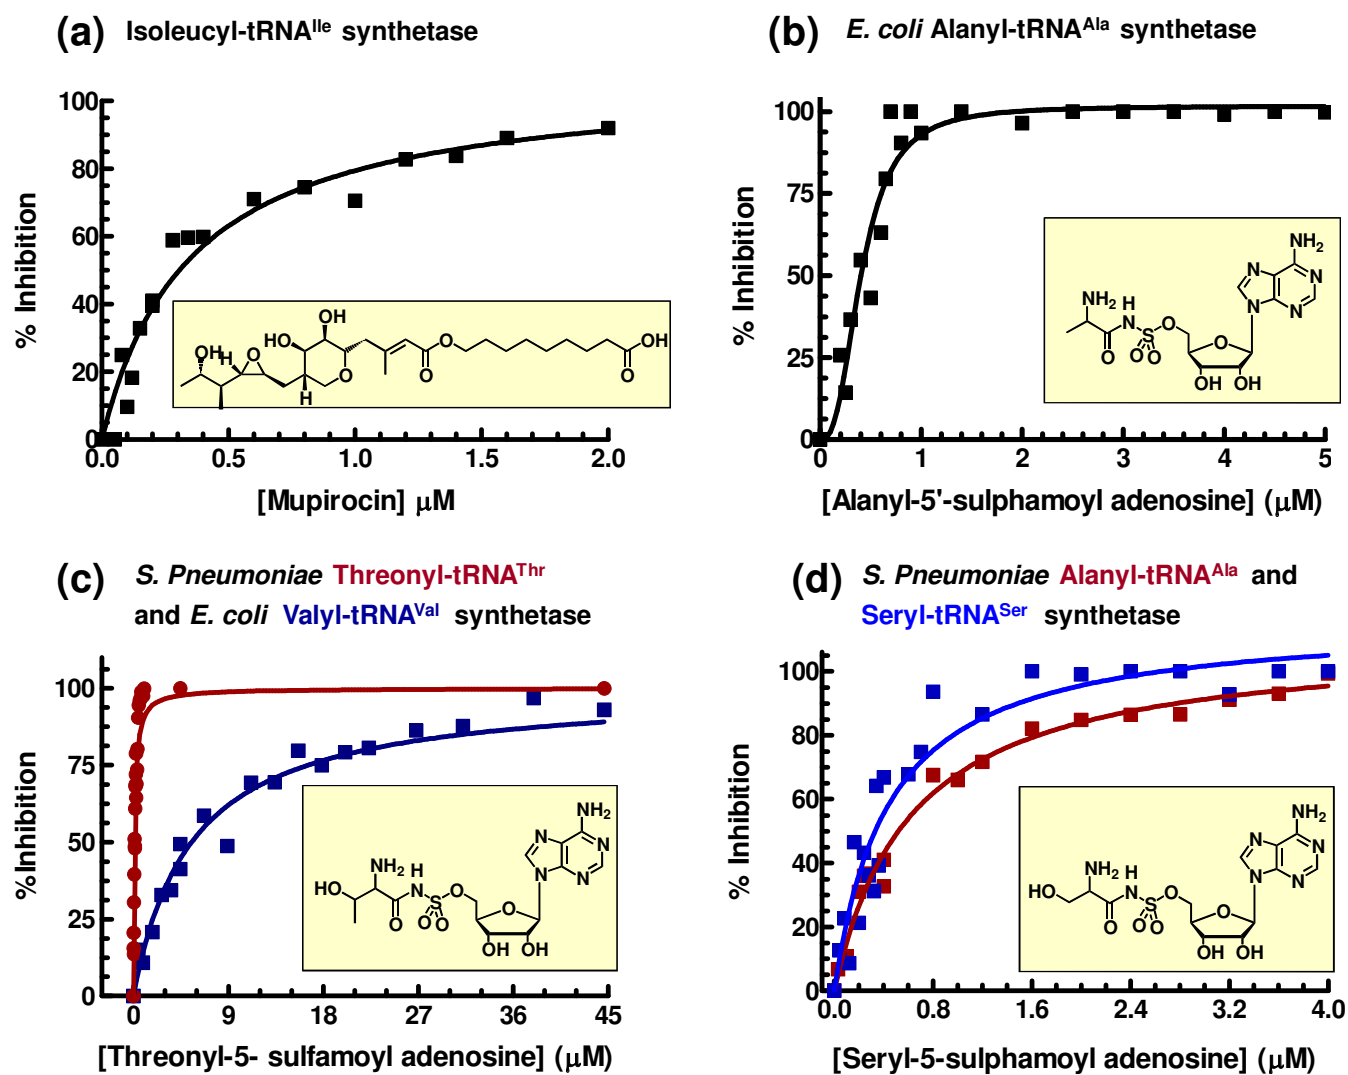 (a) Isoleucyl-tRNAIle synthetase
100
80
60
40
20
0
% Inhibition
0.0 0.5 1.0 1.5 2.0
[Mupirocin] μM
OH
H
O
HO
OH
O
H
O
O
OH
O
(b) E. coli Alanyl-tRNAAla synthetase
100
75
50
25
0
% Inhibition
0 1 2 3 4 5
[Alanyl-5'-sulphamoyl adenosine] (μM)
NH2
N
N
N
N
NH2
H
N
O
S
O
O
O
O
OH OH
(c) S. Pneumoniae Threonyl-tRNAThr
and E. coli Valyl-tRNAVal synthetase
100
75
50
25
0
%Inhibition
0 9 18 27 36 45
[Threonyl-5- sulfamoyl adenosine] (μM)
NH2
N
N
N
N
NH2
H
HO
N
O
S
O
O
O
O
OH OH
(d) S. Pneumoniae Alanyl-tRNAAla and
Seryl-tRNASer synthetase
100
80
60
40
20
0
% Inhibition
0.0 0.8 1.6 2.4 3.2 4.0
[Seryl-5-sulphamoyl adenosine] (μM)
NH2
N
N
N
N
NH2
H
HO
N
O
S
O
O
O
O
OH OH